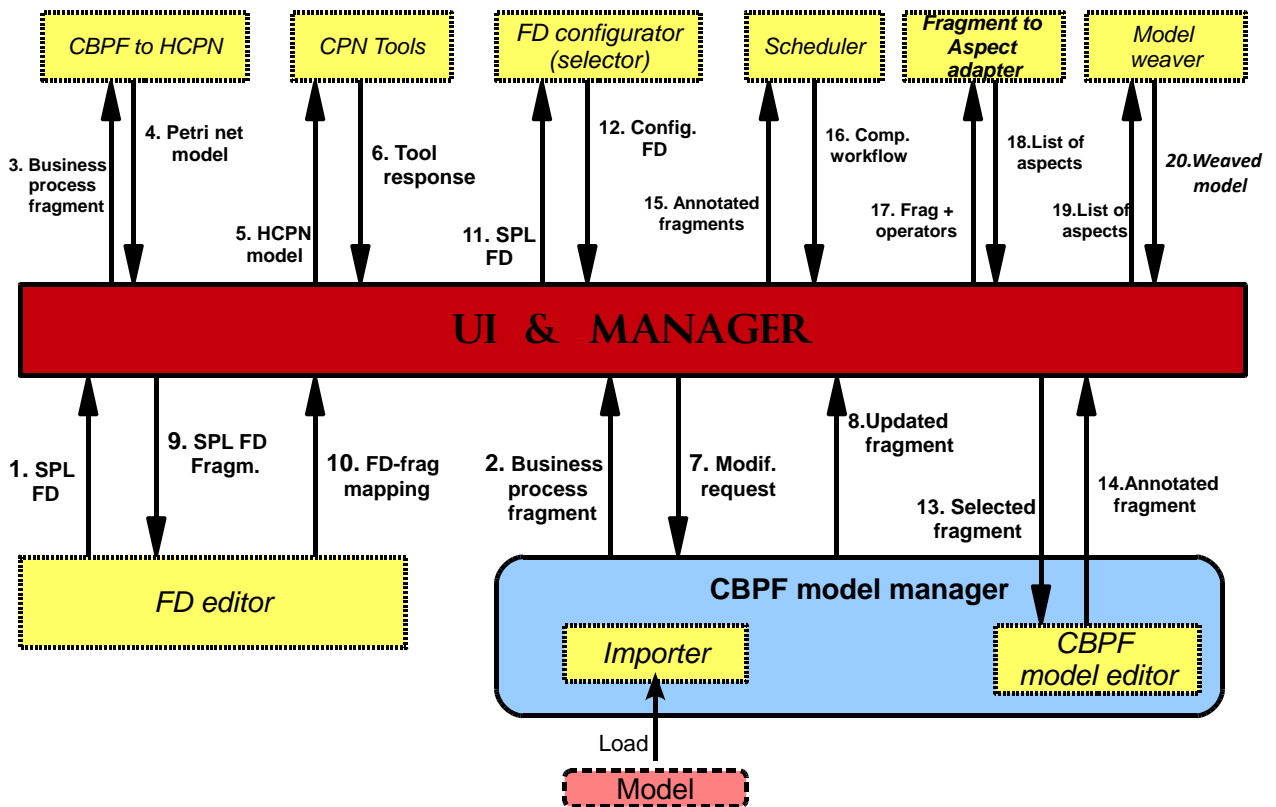 CBPF to HCPN
CPN Tools
FD configurator
(selector)
Scheduler
Fragment to
Aspect
adapter
Model
weaver
3. Business
process
fragment
4. Petri net
model
5. HCPN
model
6. Tool
response
11. SPL
FD
12. Config.
FD
15. Annotated
fragments
16. Comp.
workflow
17. Frag +
operators
18.List of
aspects
19.List of
aspects
20.Weaved
model
UI & MANAGER
1. SPL
FD
9. SPL FD
Fragm.
10. FD-frag
mapping
2. Business
process
fragment
7. Modif.
request
8.Updated
fragment
13. Selected
fragment
14.Annotated
fragment
FD editor
CBPF model manager
Importer
CBPF
model editor
Load
Model